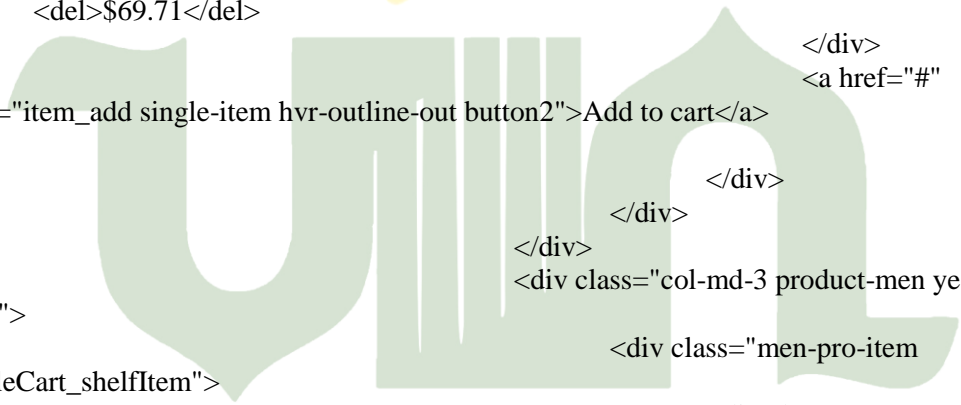 <del>$69.71</del>
</div>
<a href="#"
="item_add single-item hvr-outline-out button2">Add to cart</a>
</div>
</div>
</div>
<div class="col-md-3 product-men ye
">
<div class="men-pro-item
eCart_shelfItem">